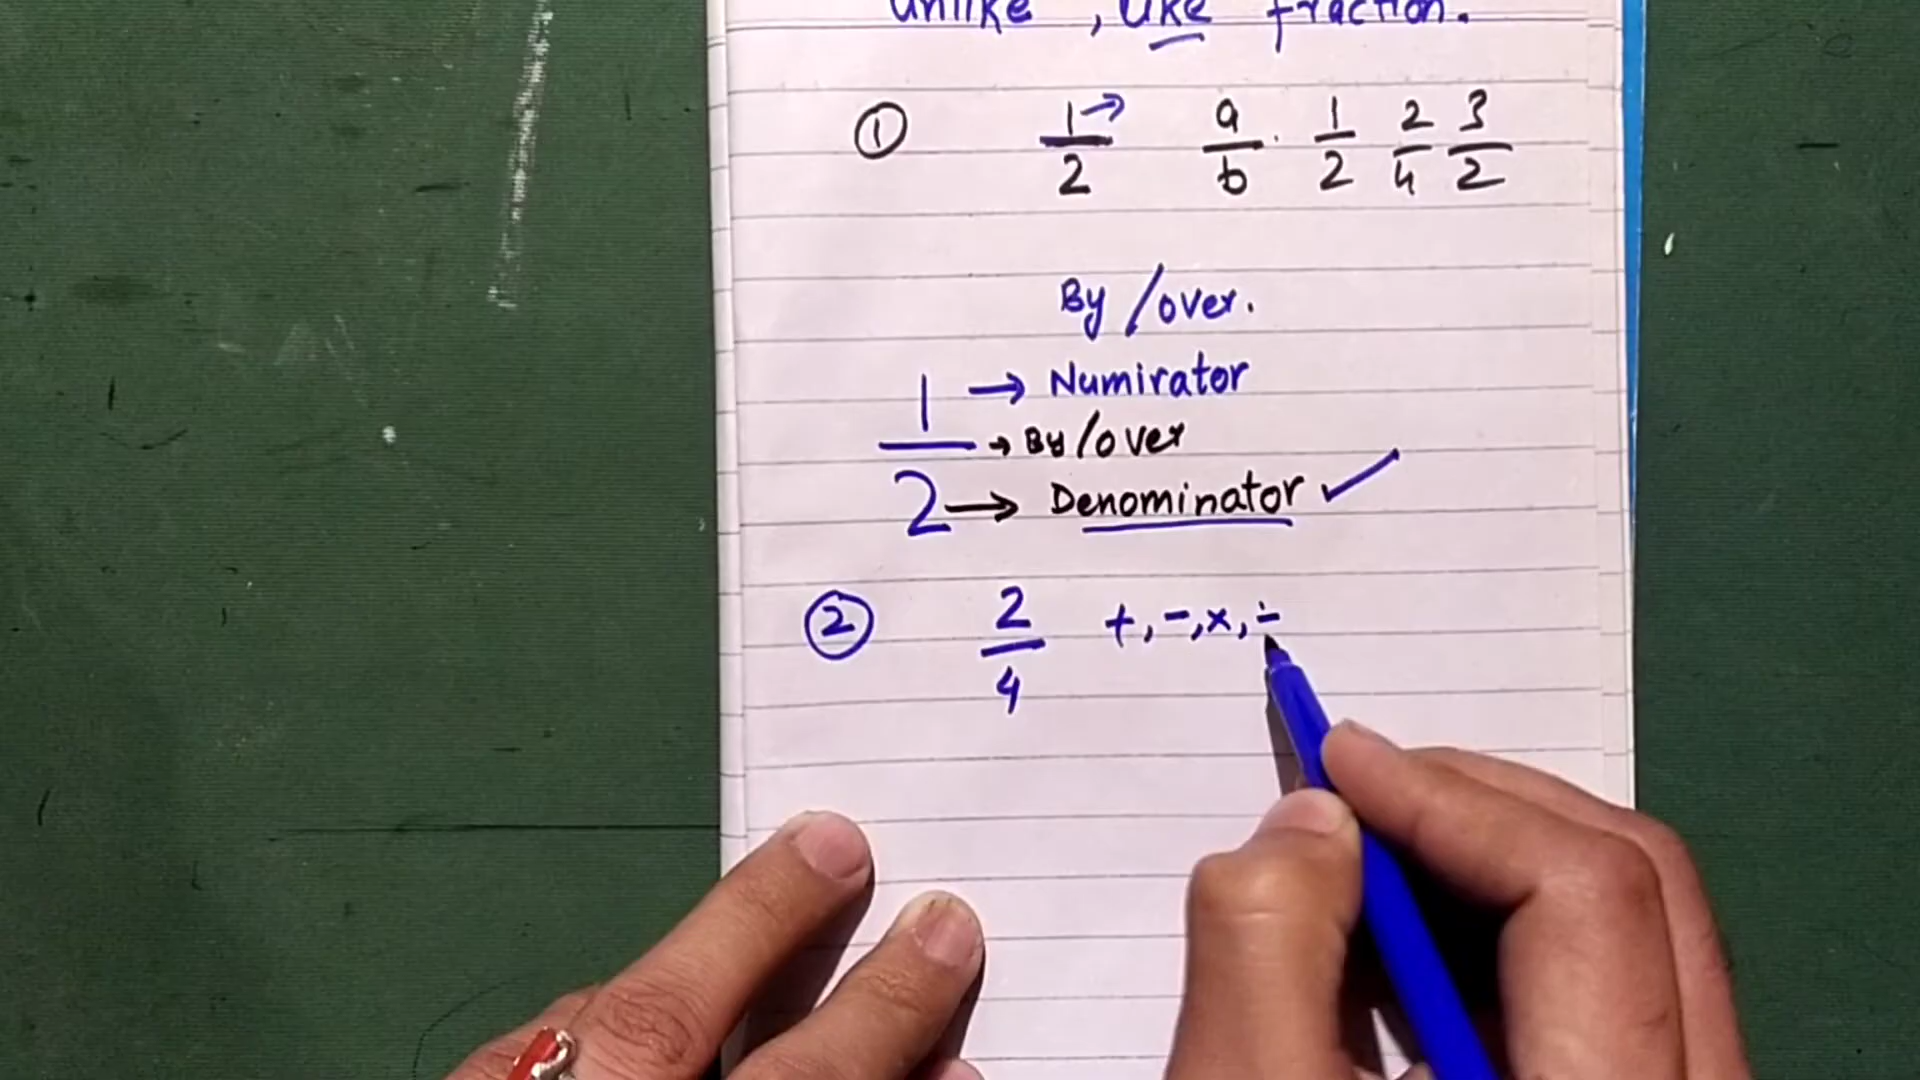 unlike, Like fraction.
① 1/2 → a/b . 1/2 2/4 3/2
By /over.
1 → Numirator
→ By/over
2 → Denominator ✓
② 2/4 +, -, ×, ÷